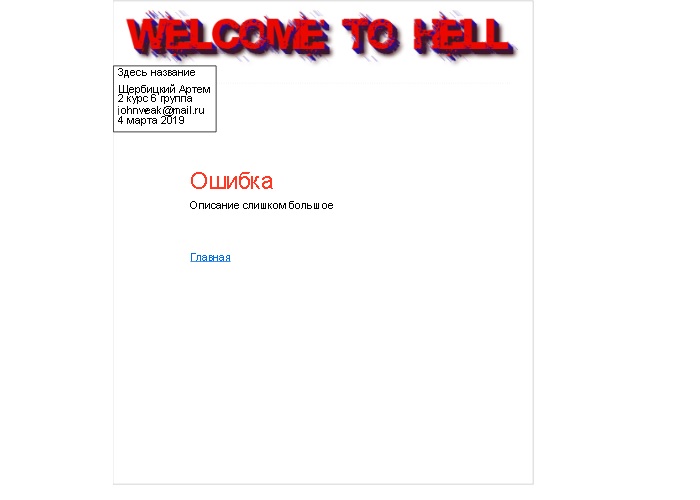 WELCOME TO HELL
Здесь название
Щербицкий Артем
2 курс 6 группа
johnveak@mail.ru
4 марта 2019
Ошибка
Описание слишком большое
Главная